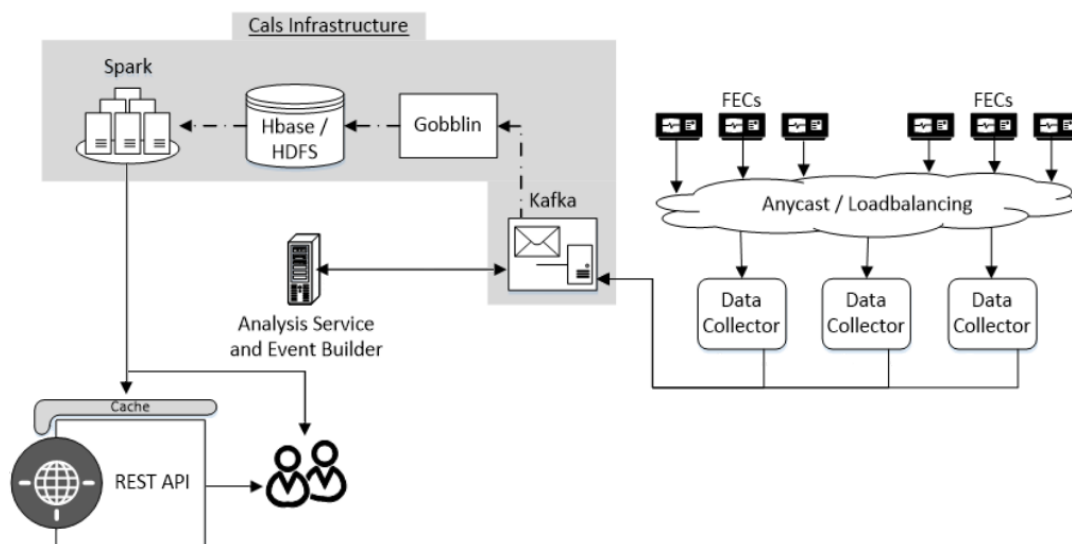 Cals Infrastructure
Spark
Hbase /
HDFS
Gobblin
Kafka
FECs
FECs
Anycast / Loadbalancing
Data
Collector
Data
Collector
Data
Collector
Analysis Service
and Event Builder
Cache
REST API